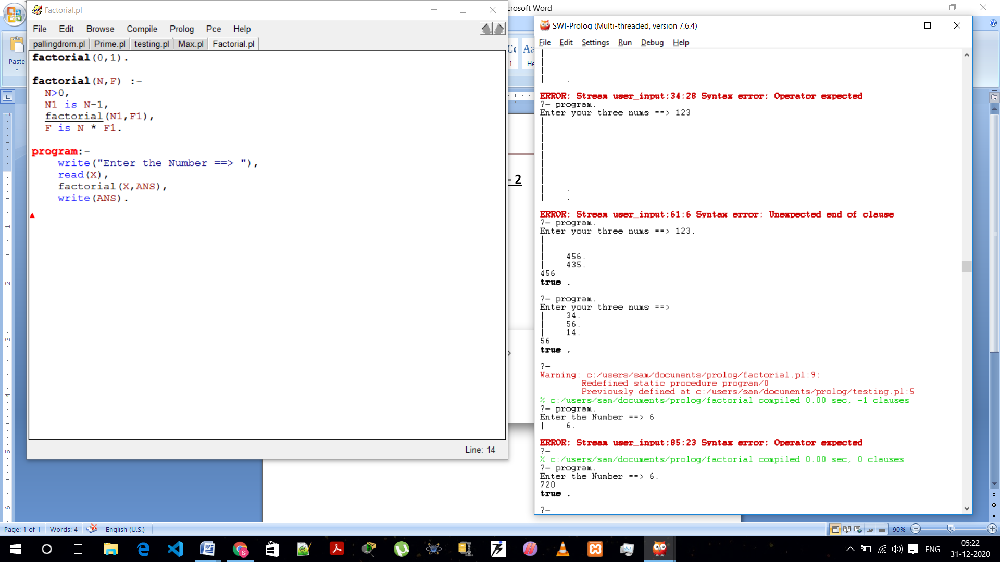 Factorial.pl
File Edit Browse Compile Prolog Pce Help
pallingdrom.pl Prime.pl testing.pl Max.pl Factorial.pl
factorial(0,1).
factorial(N,F) :-
N>0,
N1 is N-1,
factorial(N1,F1),
F is N * F1.
program:-
write("Enter the Number ==> "),
read(X),
factorial(X,ANS),
write(ANS).
Line: 14
crosoft Word
Paste
- 2
SWI-Prolog (Multi-threaded, version 7.6.4)
File Edit Settings Run Debug Help
|
|
|
| .
ERROR: Stream user_input:34:28 Syntax error: Operator expected
?- program.
Enter your three nums ==> 123
|
|
|
|
|
|
|
|
| .
| .
ERROR: Stream user_input:61:6 Syntax error: Unexpected end of clause
?- program.
Enter your three nums ==> 123.
|
|
| 456.
| 435.
456
true .
?- program.
Enter your three nums ==>
| 34.
| 56.
| 14.
56
true .
?-
Warning: c:/users/sam/documents/prolog/factorial.pl:9:
Redefined static procedure program/0
Previously defined at c:/users/sam/documents/prolog/testing.pl:5
% c:/users/sam/documents/prolog/factorial compiled 0.00 sec, -1 clauses
?- program.
Enter the Number ==> 6
| 6.
ERROR: Stream user_input:85:23 Syntax error: Operator expected
?-
% c:/users/sam/documents/prolog/factorial compiled 0.00 sec, 0 clauses
?- program.
Enter the Number ==> 6.
720
true .
?-
Page: 1 of 1 Words: 4 English (U.S.) 90%
ENG 05:22
31-12-2020